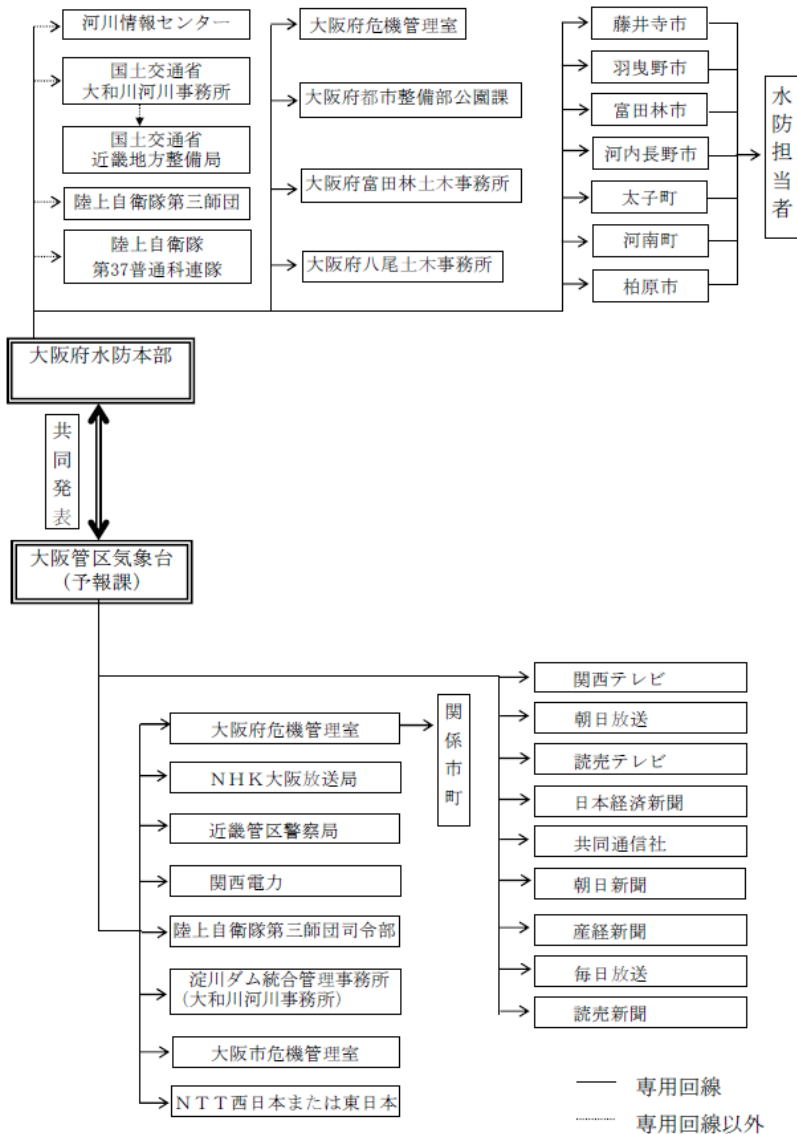 河川情報センター
国土交通省
大和川河川事務所
国土交通省
近畿地方整備局
陸上自衛隊第三師団
陸上自衛隊
第37普通科連隊
大阪府危機管理室
大阪府都市整備部公園課
大阪府富田林土木事務所
大阪府八尾土木事務所
藤井寺市
羽曳野市
富田林市
河内長野市
太子町
河南町
柏原市
水防担当者
大阪府水防本部
共同発表
大阪管区気象台
(予報課)
大阪府危機管理室
NHK大阪放送局
近畿管区警察局
関西電力
陸上自衛隊第三師団司令部
淀川ダム統合管理事務所
(大和川河川事務所)
大阪市危機管理室
NTT西日本または東日本
関係市町
関西テレビ
朝日放送
読売テレビ
日本経済新聞
共同通信社
朝日新聞
産経新聞
毎日放送
読売新聞
専用回線
専用回線以外